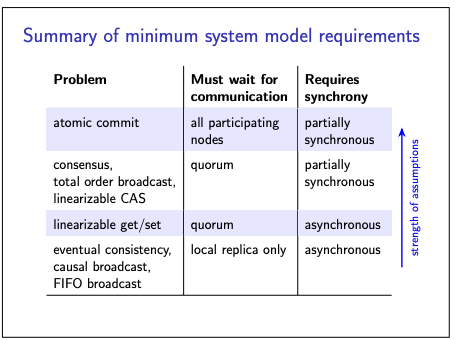 Summary of minimum system model requirements
Problem
Must wait for
communication
Requires
synchrony
atomic commit
all participating
nodes
partially
synchronous
consensus,
total order broadcast,
linearizable CAS
quorum
partially
synchronous
linearizable get/set
quorum
asynchronous
eventual consistency,
causal broadcast,
FIFO broadcast
local replica only
asynchronous
strength of assumptions